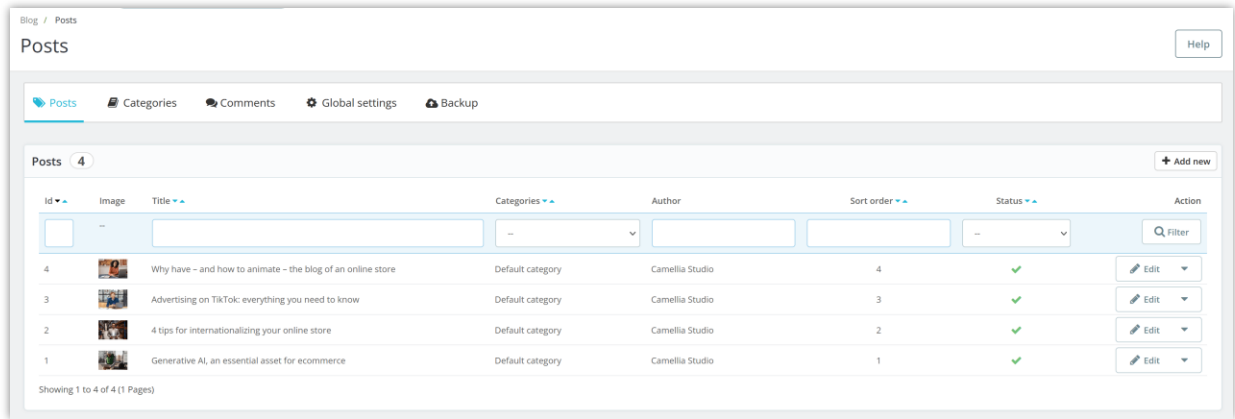 Blog / Posts
Posts
Help
Posts Categories Comments Global settings Backup
Posts 4
Add new
Id Image Title Categories Author Sort order Status Action
-- -- -- Filter
4 Why have – and how to animate – the blog of an online store Default category Camellia Studio 4 Edit
3 Advertising on TikTok: everything you need to know Default category Camellia Studio 3 Edit
2 4 tips for internationalizing your online store Default category Camellia Studio 2 Edit
1 Generative AI, an essential asset for ecommerce Default category Camellia Studio 1 Edit
Showing 1 to 4 of 4 (1 Pages)